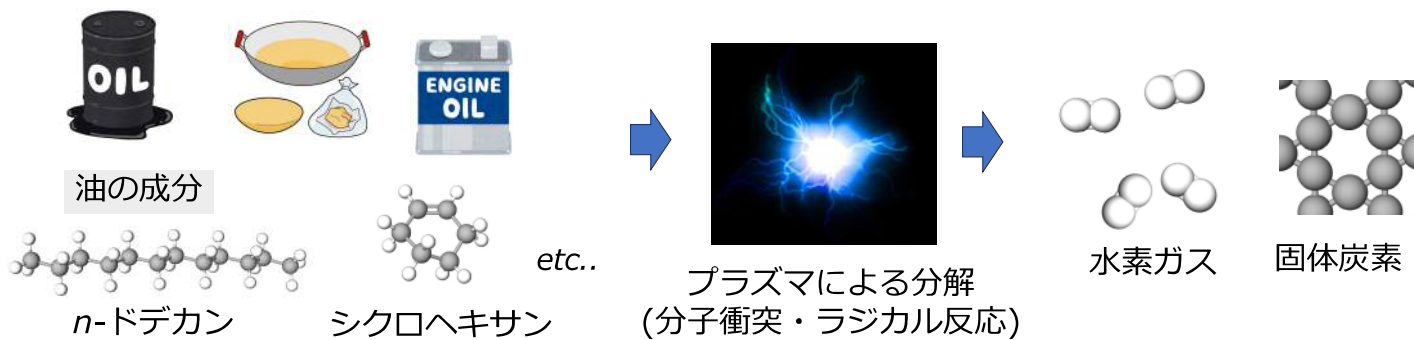 OIL
ENGINE
OIL
油の成分
n-ドデカン
シクロヘキサン
etc..
プラズマによる分解
(分子衝突・ラジカル反応)
水素ガス
固体炭素